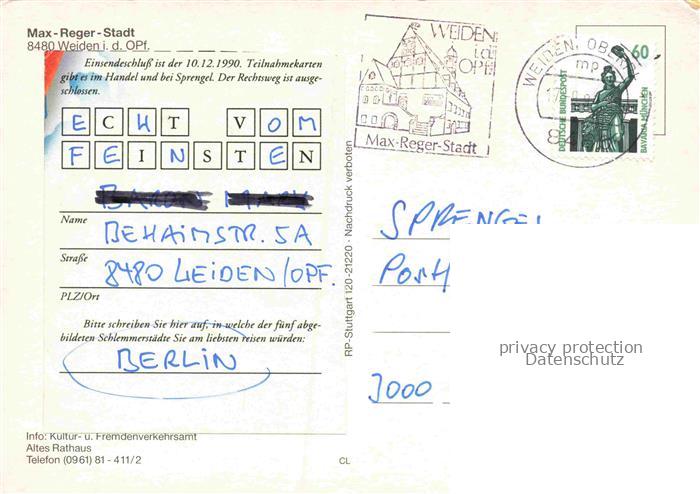 Max-Reger-Stadt
8480 Weiden i. d. OPf.
Einsendeschluß ist der 10.12.1990. Teilnahmekarten
gibt es im Handel und bei Sprengel. Der Rechtsweg ist ausge-
schlossen.
ECHT VOM
FEINSTEN
Name
BEHAIMSTR. 5A
Straße
8480 WEIDEN/OPF.
PLZ/Ort
Bitte schreiben Sie hier auf, in welche der fünf abge-
bildeten Schlemmerstädte Sie am liebsten reisen würden:
BERLIN
Info: Kultur- u. Fremdenverkehrsamt
Altes Rathaus
Telefon (0961) 81-411/2
CL
RP-Stuttgart 120-21220 · Nachdruck verboten
WEIDEN
i.d.
OPF.
Max-Reger-Stadt
WEIDEN, OBERPF
mp
8
60
DEUTSCHE BUNDESPOST
BAVARIA MÜNCHEN
SPRENGEL
POSTF
3000
privacy protection
Datenschutz